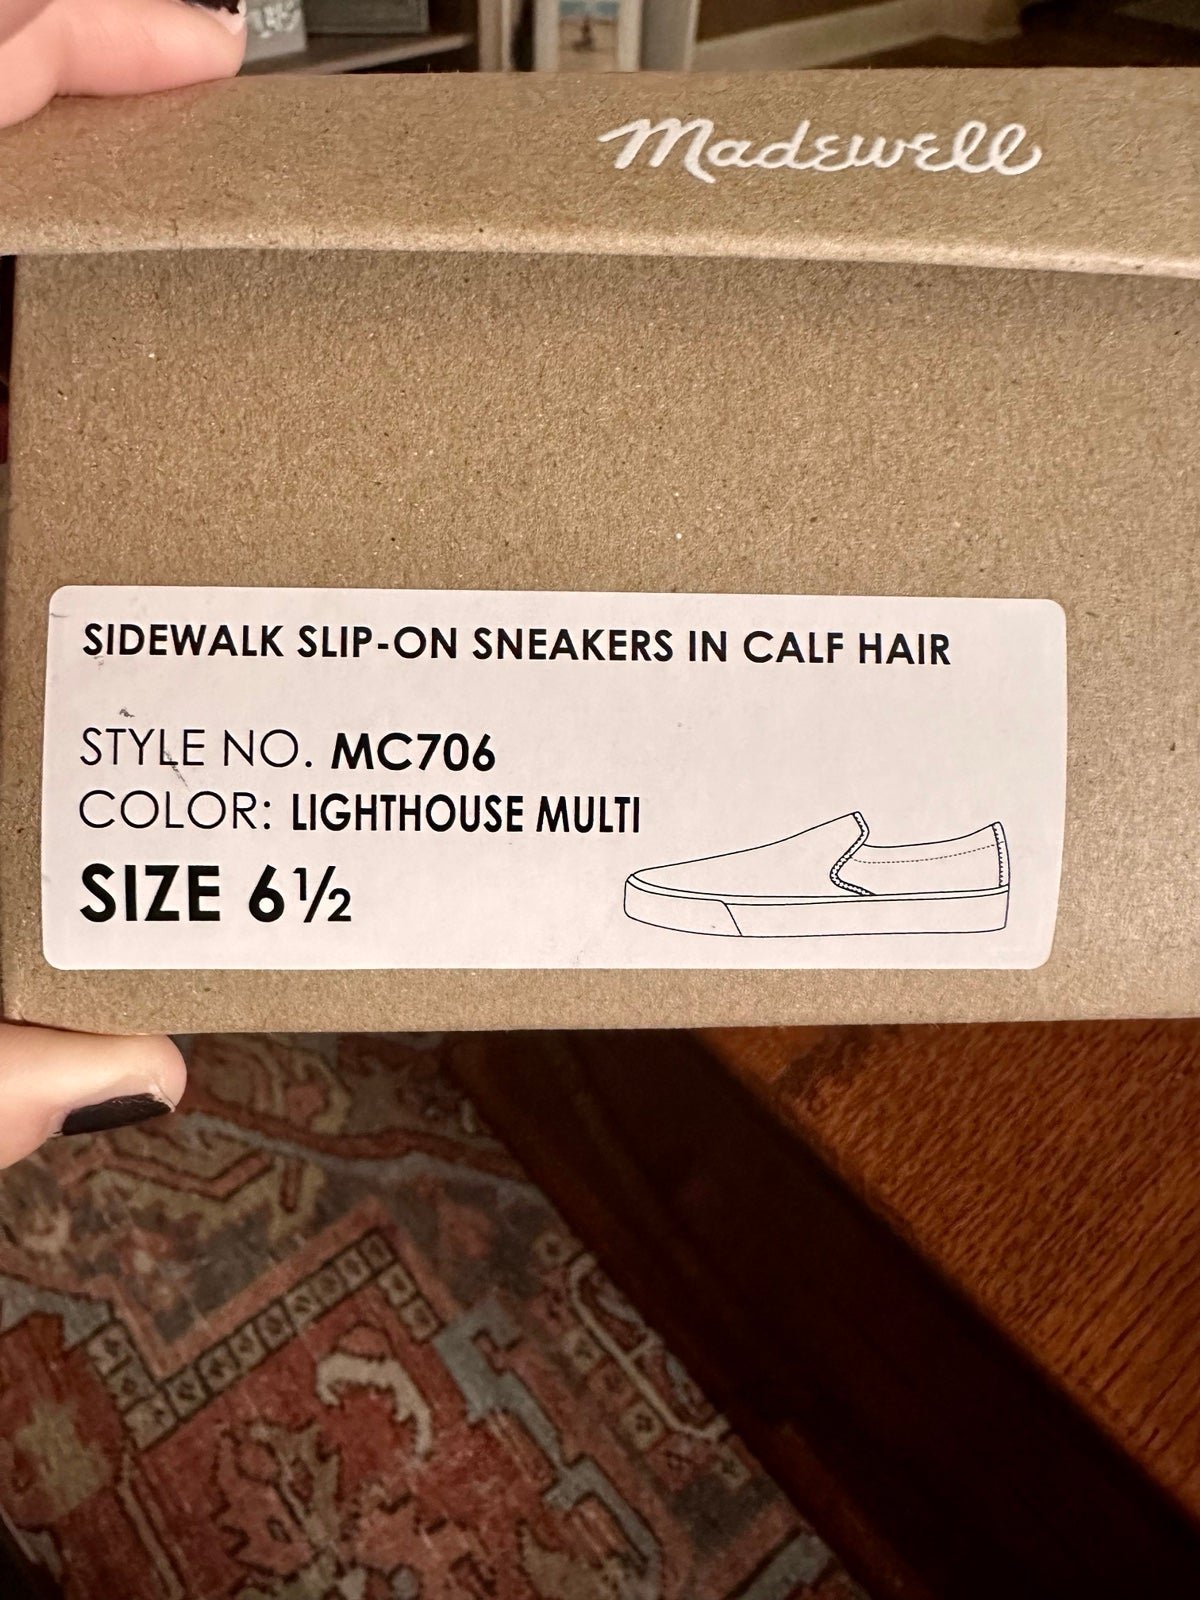 Madewell
SIDEWALK SLIP-ON SNEAKERS IN CALF HAIR
STYLE NO. MC706
COLOR: LIGHTHOUSE MULTI
SIZE 6½